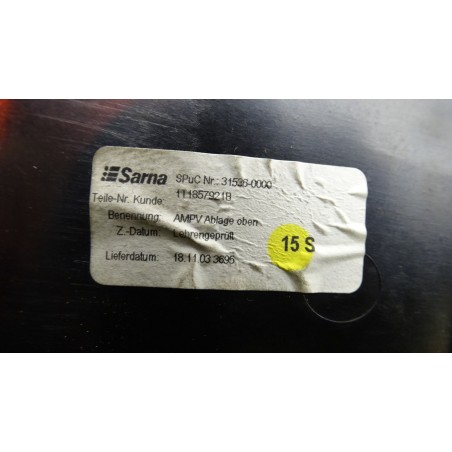 Sarna SPuC Nr.: 31536-0000
Teile-Nr. Kunde: 1T1857921B
Benennung: AMPV Ablage oben
Z.-Datum: Lehrengeprüft
15 S
Lieferdatum: 18.11.03 3695